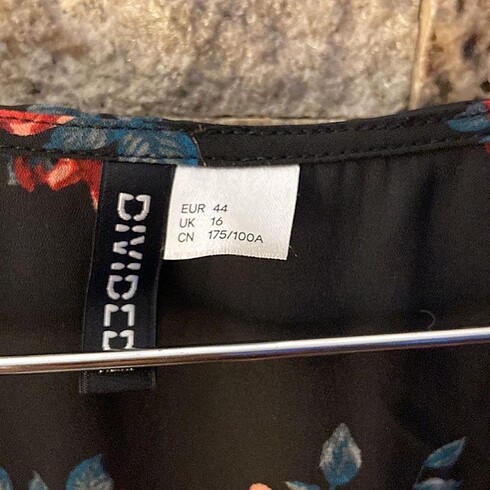 DIVIDED
EUR 44
UK 16
CN 175/100A